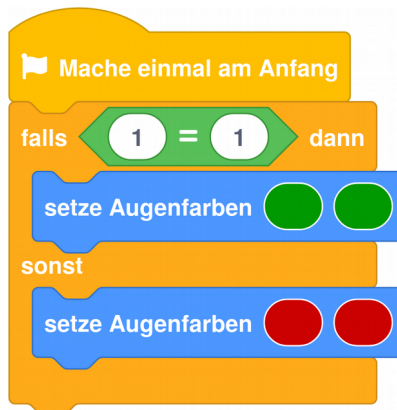 Mache einmal am Anfang
falls 1 = 1 dann
setze Augenfarben
sonst
setze Augenfarben